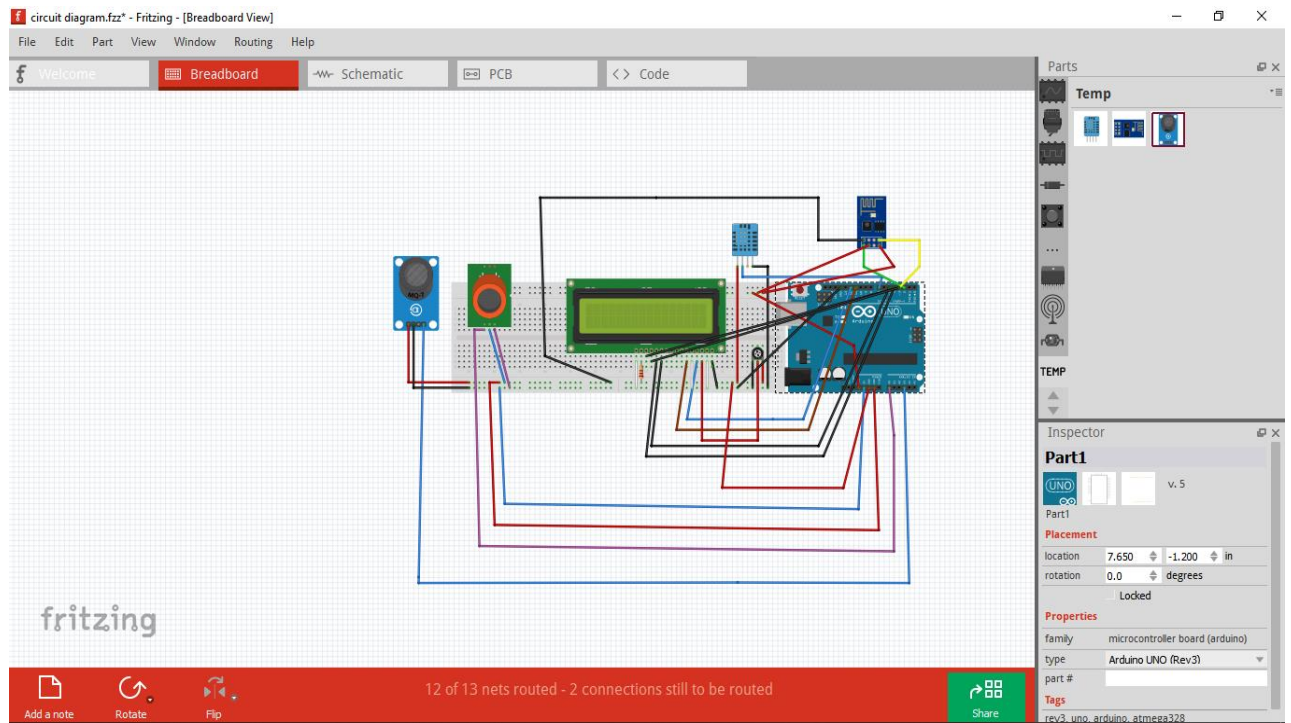 circuit diagram.fzz* - Fritzing - [Breadboard View]
File Edit Part View Window Routing Help
Welcome
Breadboard
Schematic
PCB
Code
Parts
Temp
TEMP
UNO
Arduino
fritzing
Inspector
Part1
UNO
v. 5
Part1
Placement
location 7.650 -1.200 in
rotation 0.0 degrees
Locked
Properties
family microcontroller board (arduino)
type Arduino UNO (Rev3)
part #
Tags
rev3, uno, arduino, atmega328
Add a note
Rotate
Flip
12 of 13 nets routed - 2 connections still to be routed
Share